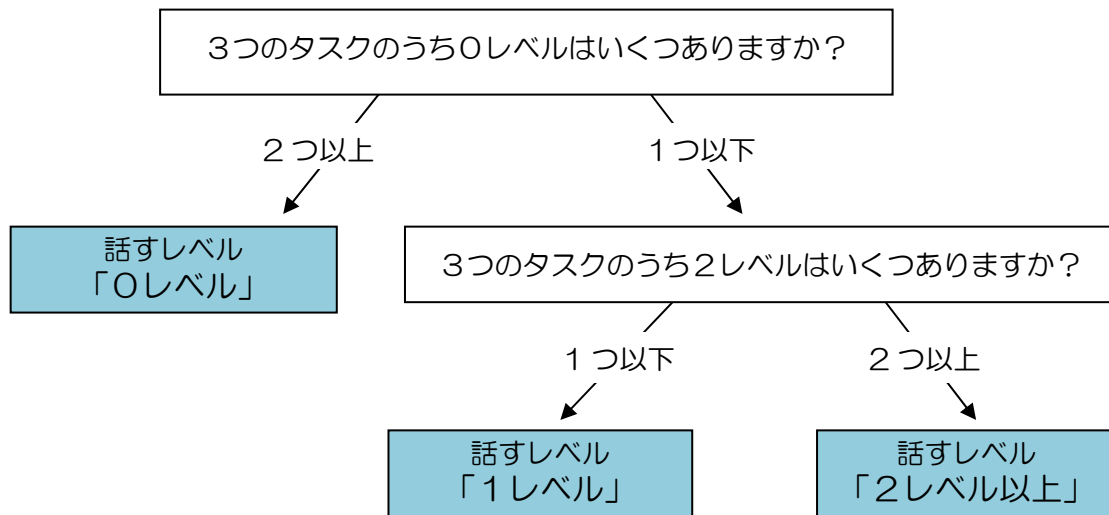 ３つのタスクのうち０レベルはいくつありますか？
２つ以上
１つ以下
話すレベル
「０レベル」
３つのタスクのうち２レベルはいくつありますか？
１つ以下
２つ以上
話すレベル
「１レベル」
話すレベル
「２レベル以上」